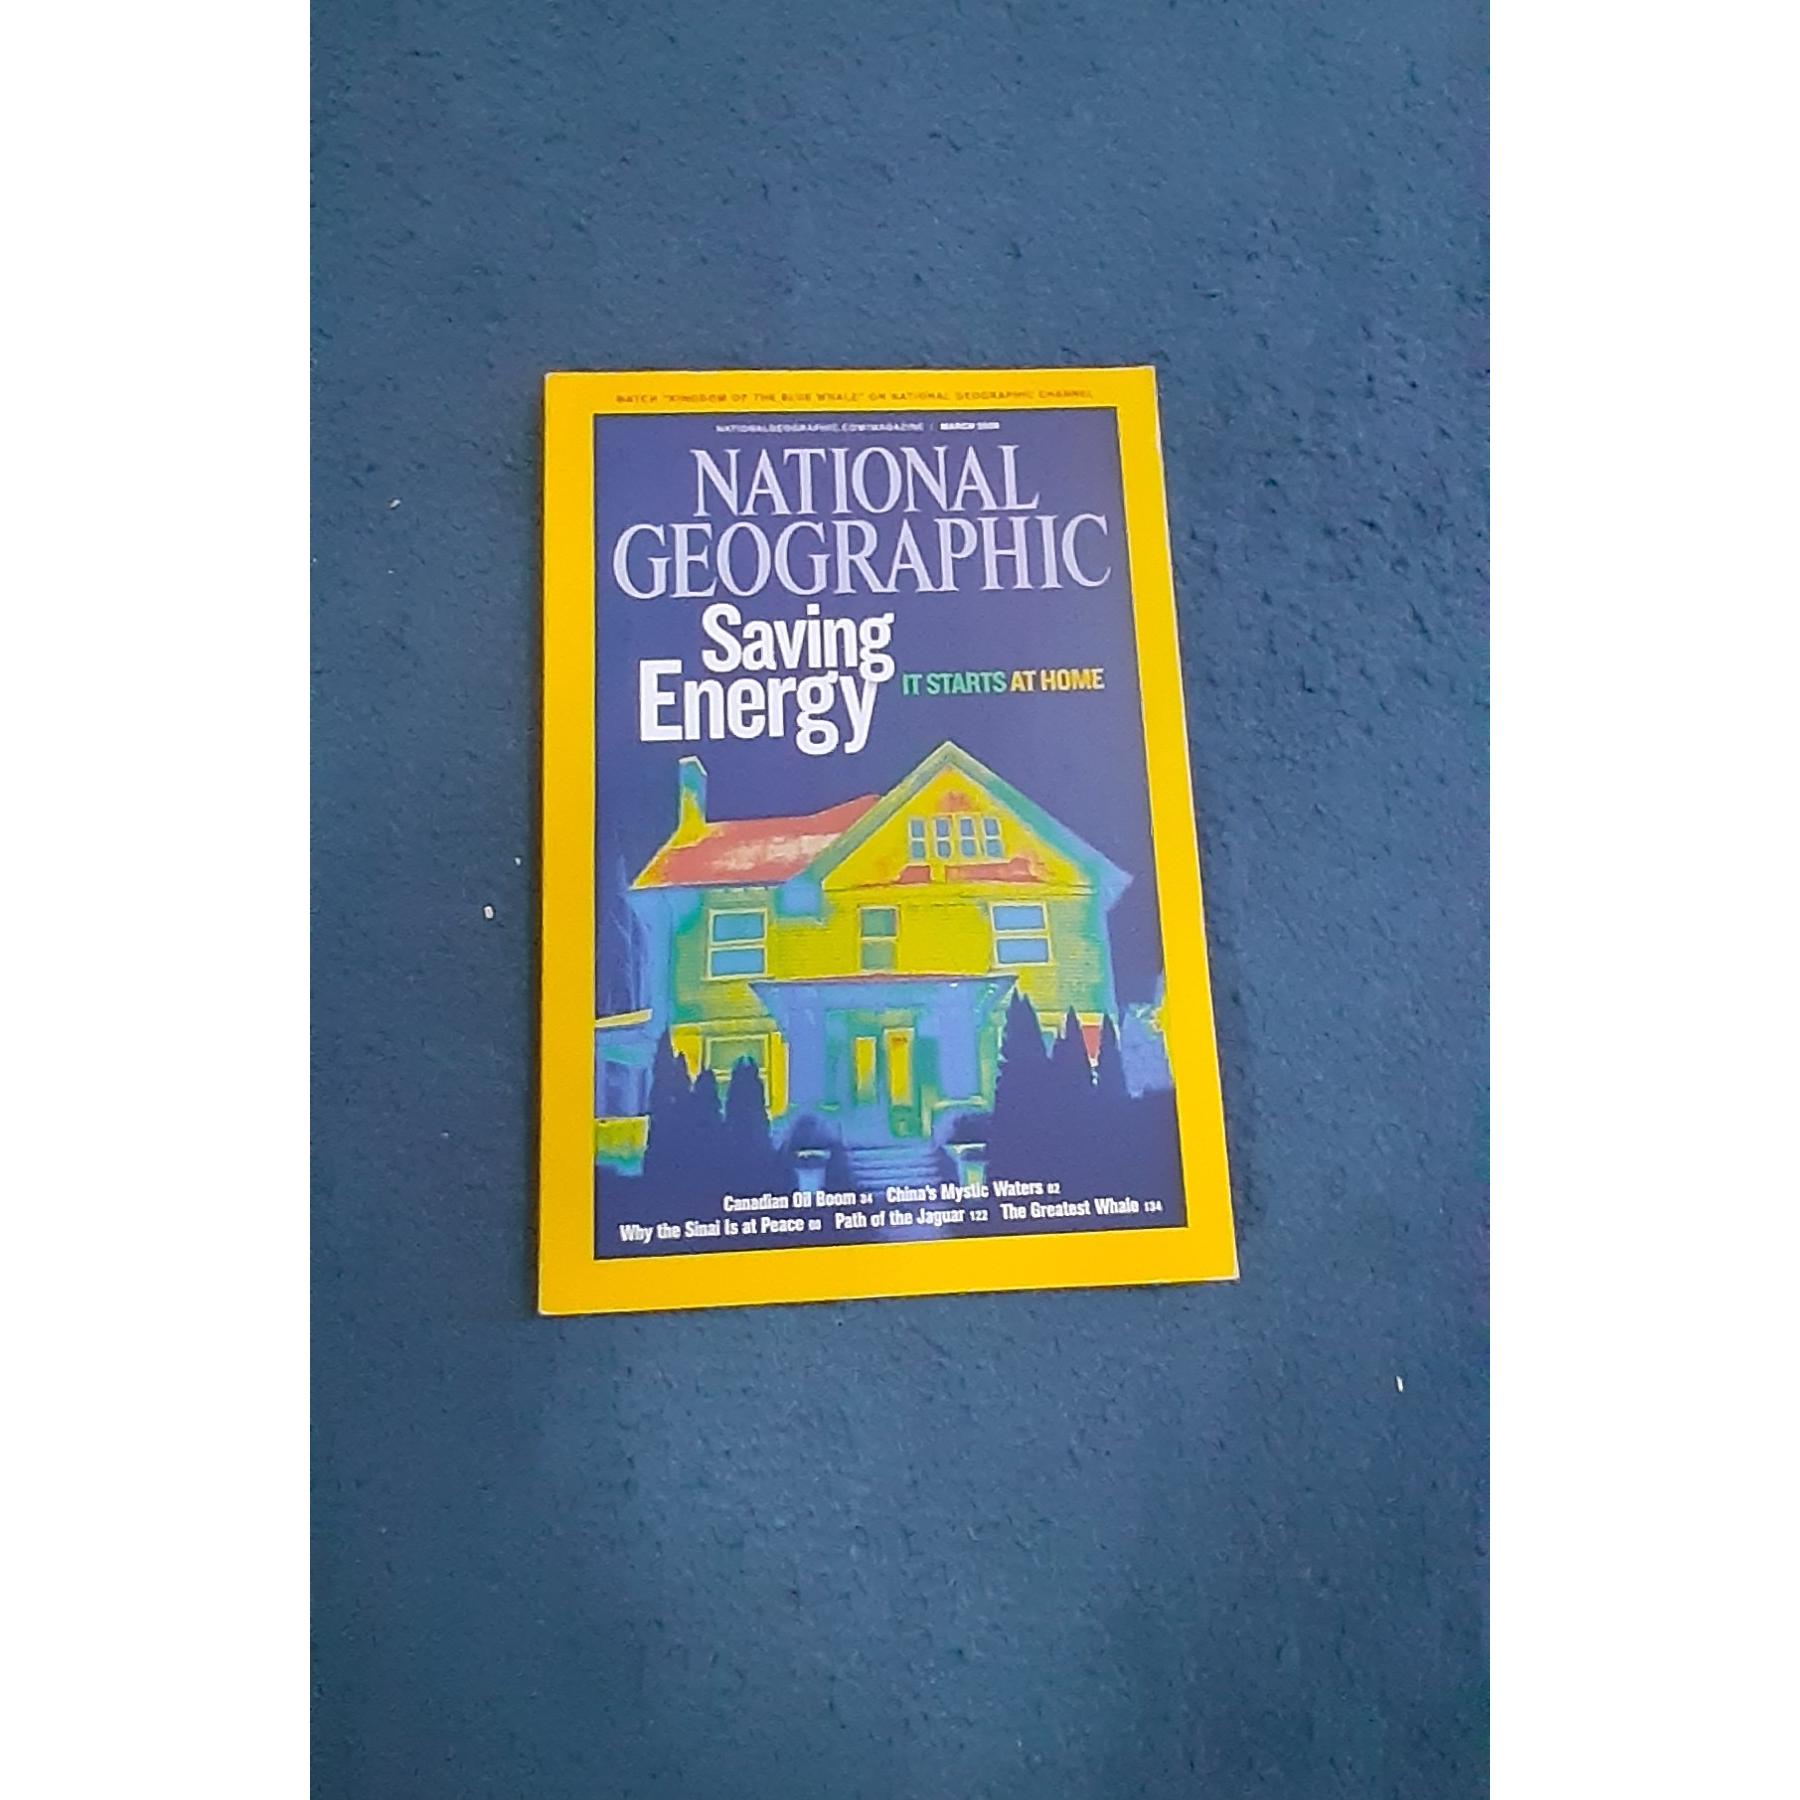 WATCH "KINGDOM OF THE BLUE WHALE" ON NATIONAL GEOGRAPHIC CHANNEL
NATIONALGEOGRAPHIC.COM/MAGAZINE | MARCH 2009
NATIONAL
GEOGRAPHIC
Saving
Energy IT STARTS AT HOME
Canadian Oil Boom 34 China's Mystic Waters 82
Why the Sinai Is at Peace Path of the Jaguar 122 The Greatest Whale 134